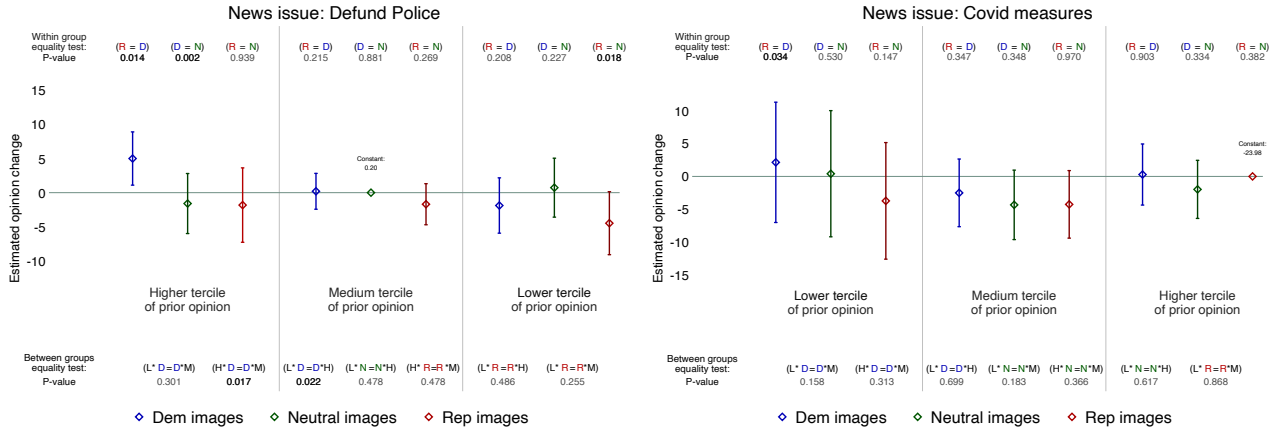 News issue: Defund Police
Within group
equality test:
P-value
(R = D) (D = N) (R = N) (R = D) (D = N) (R = N) (R = D) (D = N) (R = N)
0.014 0.002 0.939 0.215 0.881 0.269 0.208 0.227 0.018
Estimated opinion change
15
10
5
0
-5
-10
Constant:
0.20
Higher tercile
of prior opinion
Medium tercile
of prior opinion
Lower tercile
of prior opinion
Between groups
equality test:
P-value
(L* D=D*M) (H* D=D*M) (L* D=D*H) (L* N=N*H) (H* R=R*M) (L* R=R*H) (L* R=R*M)
0.301 0.017 0.022 0.478 0.478 0.486 0.255
Dem images Neutral images Rep images
News issue: Covid measures
Within group
equality test:
P-value
(R = D) (D = N) (R = N) (R = D) (D = N) (R = N) (R = D) (D = N) (R = N)
0.034 0.530 0.147 0.347 0.348 0.970 0.903 0.334 0.382
Estimated opinion change
10
5
0
-5
-10
-15
Constant:
-23.98
Lower tercile
of prior opinion
Medium tercile
of prior opinion
Higher tercile
of prior opinion
Between groups
equality test:
P-value
(L* D=D*M) (H* D=D*M) (L* D=D*H) (L* N=N*M) (H* N=N*M) (L* N=N*H) (L* R=R*M)
0.158 0.313 0.699 0.183 0.366 0.617 0.868
Dem images Neutral images Rep images